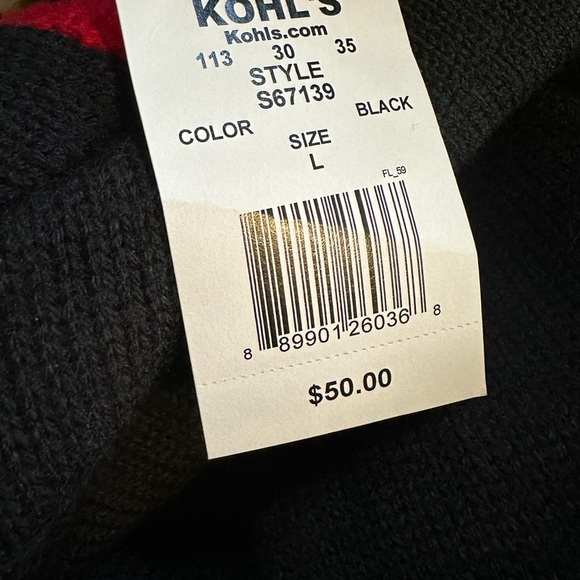 KOHL'S
Kohls.com
113 30 35
STYLE
S67139
COLOR SIZE BLACK
L
FL_59
8 89901 26036 8
$50.00